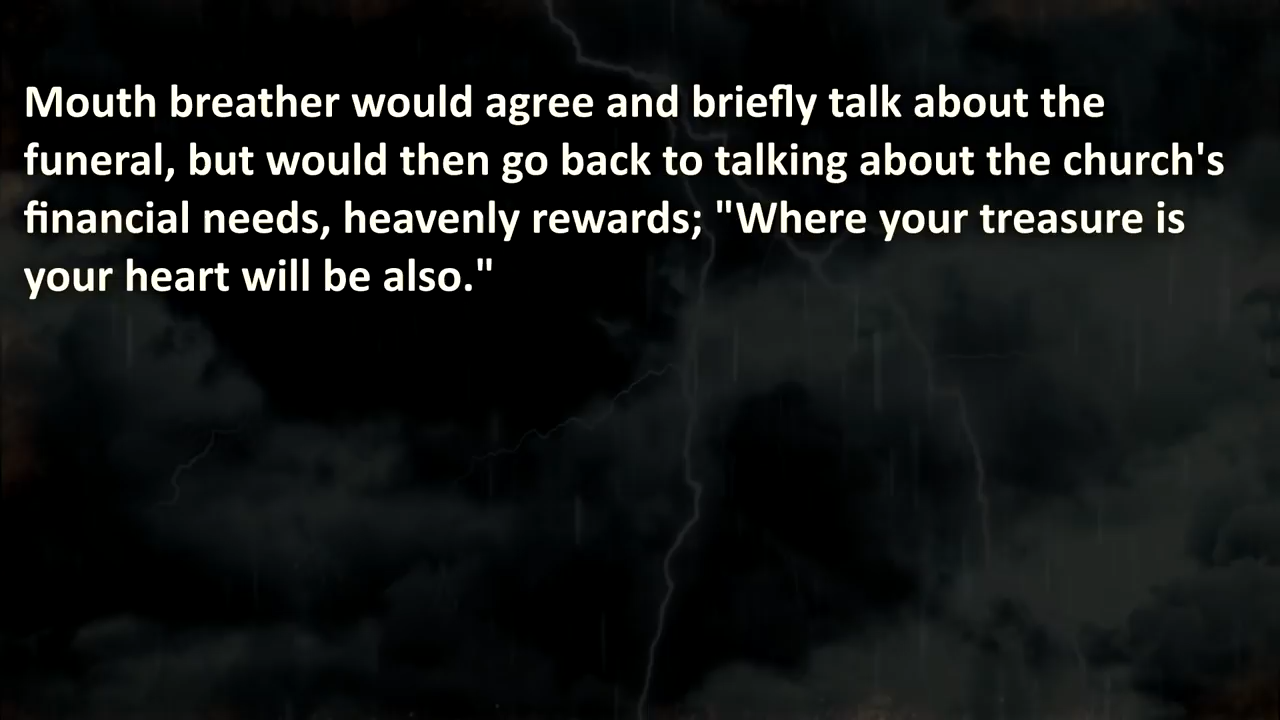 Mouth breather would agree and briefly talk about the
funeral, but would then go back to talking about the church's
financial needs, heavenly rewards; "Where your treasure is
your heart will be also."